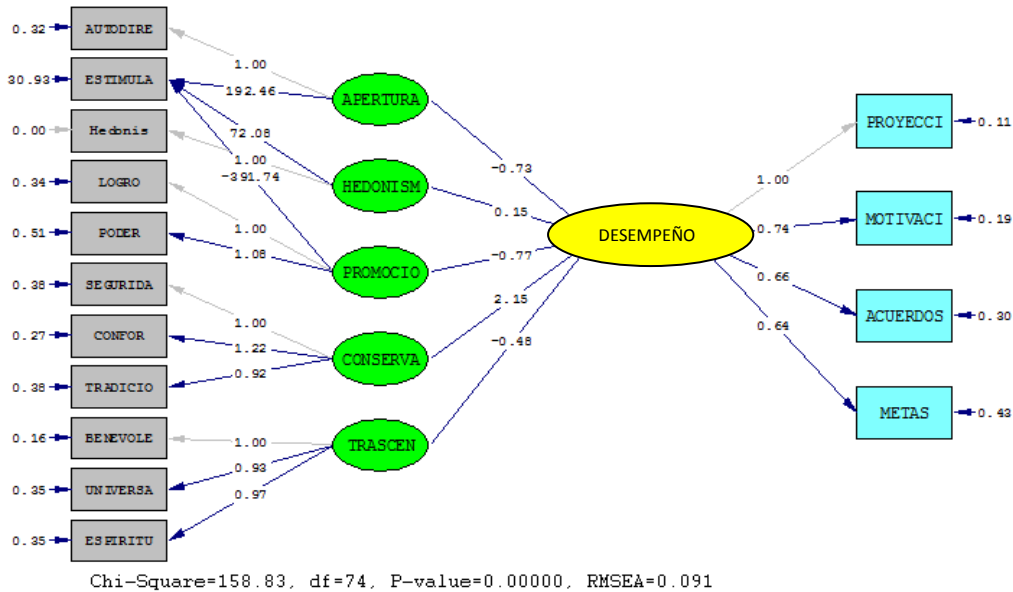 0.32 AUTODIRE
30.93 ESTIMULA
0.00 Hedonis
0.34 LOGRO
0.51 PODER
0.38 SEGURIDA
0.27 CONFOR
0.38 TRADICIO
0.16 BENEVOLE
0.35 UNIVERSA
0.35 ESPIRITU
1.00
192.46
72.08
1.00
-391.74
1.00
1.08
1.00
1.22
0.92
1.00
0.93
0.97
APERTURA
HEDONISM
PROMOCIO
CONSERVA
TRASCEN
-0.73
0.15
-0.77
2.15
-0.48
DESEMPEÑO
1.00
0.74
0.66
0.64
PROYECCI 0.11
MOTIVACI 0.19
ACUERDOS 0.30
METAS 0.43
Chi-Square=158.83, df=74, P-value=0.00000, RMSEA=0.091